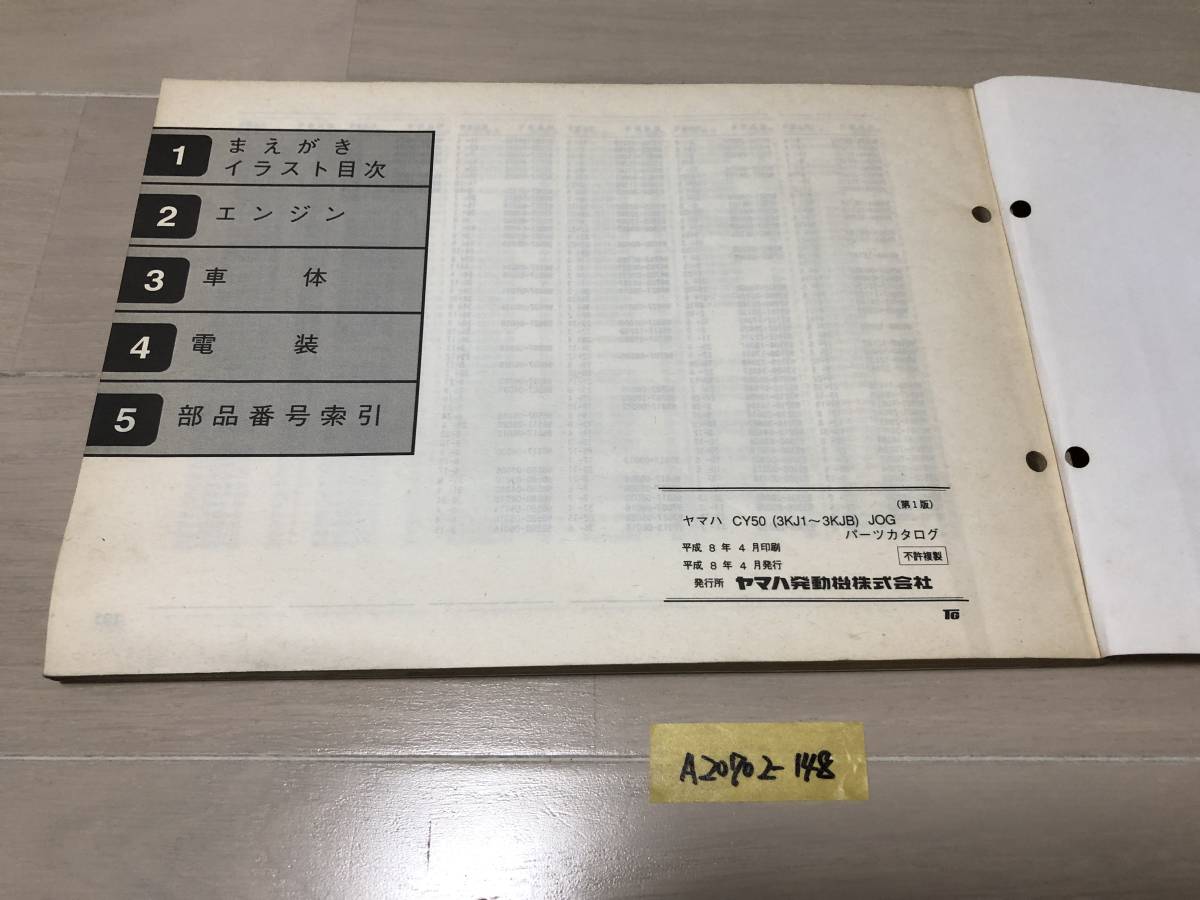 1 まえがき
イラスト目次
2 エンジン
3 車体
4 電装
5 部品番号索引
(第1版)
ヤマハ CY50 (3KJ1～3KJB) JOG
パーツカタログ
平成 8 年 4 月印刷
不許複製
平成 8 年 4 月発行
発行所 ヤマハ発動機株式会社
A20702-148